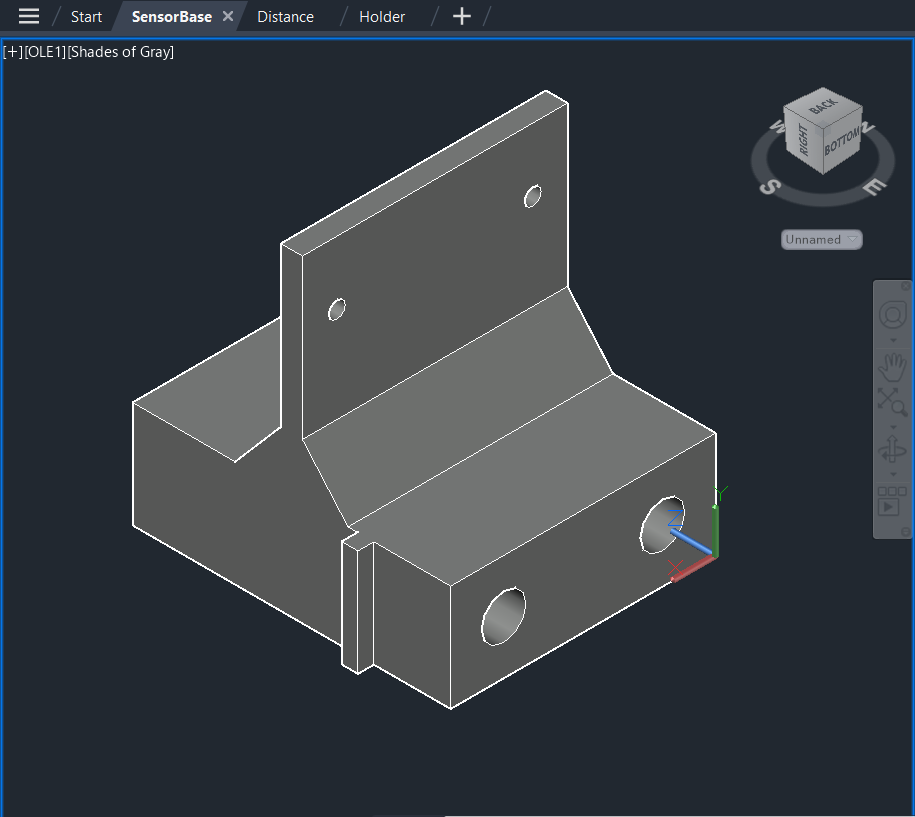 Start SensorBase Distance Holder
[+][OLE1][Shades of Gray]
BACK
RIGHT
BOTTOM
W
N
S
E
Unnamed
Y
Z
X